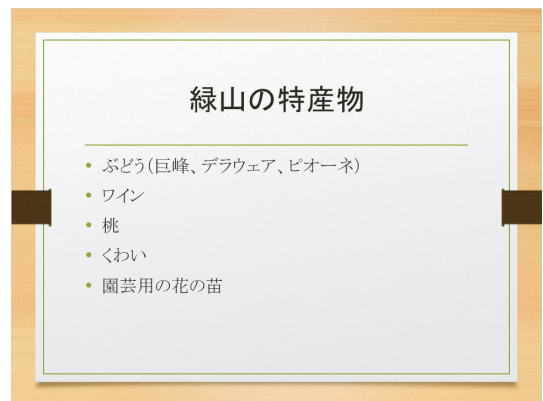 緑山の特産物
• ぶどう(巨峰、デラウェア、ピオーネ)
• ワイン
• 桃
• くわい
• 園芸用の花の苗